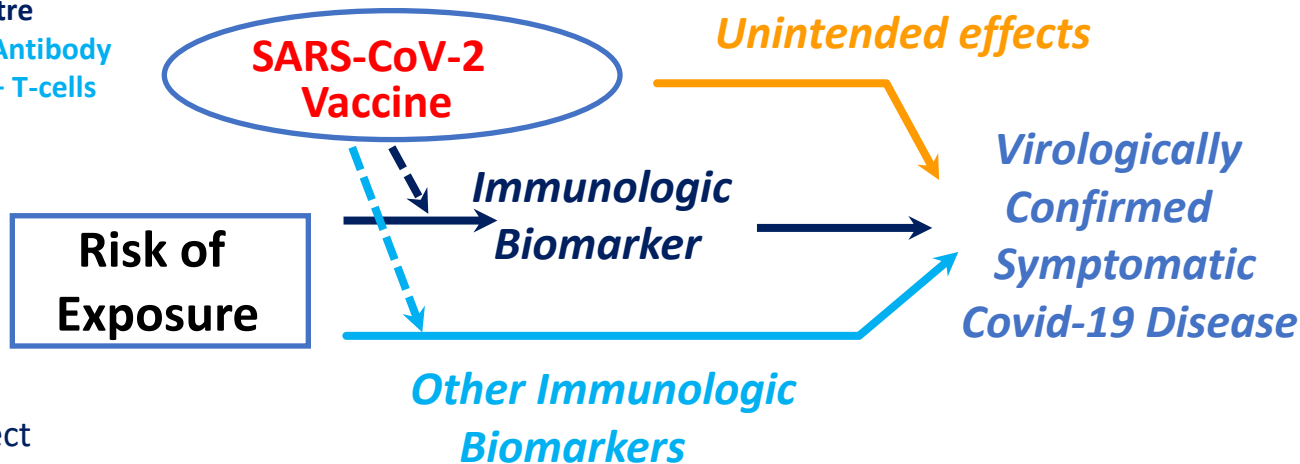 tre
Antibody
- T-cells
SARS-CoV-2
Vaccine
Unintended effects
Immunologic
Biomarker
Virologically
Confirmed
Symptomatic
Covid-19 Disease
Risk of
Exposure
Other Immunologic
Biomarkers
ect